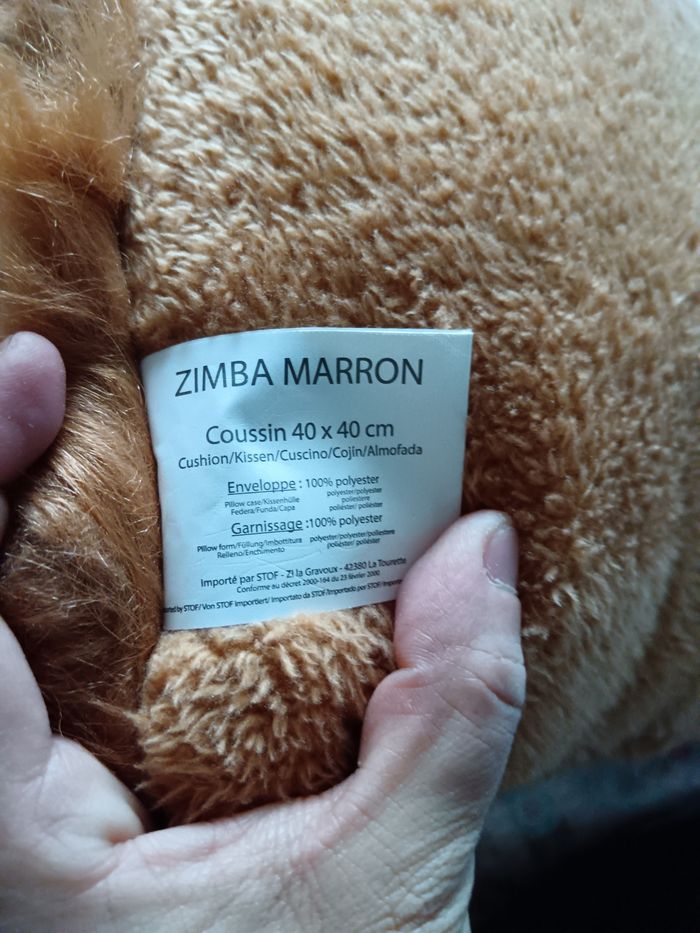 ZIMBA MARRON
Coussin 40 x 40 cm
Cushion/Kissen/Cuscino/Cojin/Almofada
Enveloppe : 100% polyester
Pillow case/Kissenhülle polyester/polyester
Federa/Funda/Capa poliestere
poliéster/ poliéster
Garnissage :100% polyester
Pillow form/Füllung/Imbottitura polyester/polyester/poliestere
Relleno/Enchimento poliéster/ poliéster
Importé par STOF - ZI la Gravoux - 42380 La Tourette
Conforme au décret 2000-164 du 23 février 2000
by STOF/ Von STOF Importiert/ Importato da STOF/Importado por STOF/